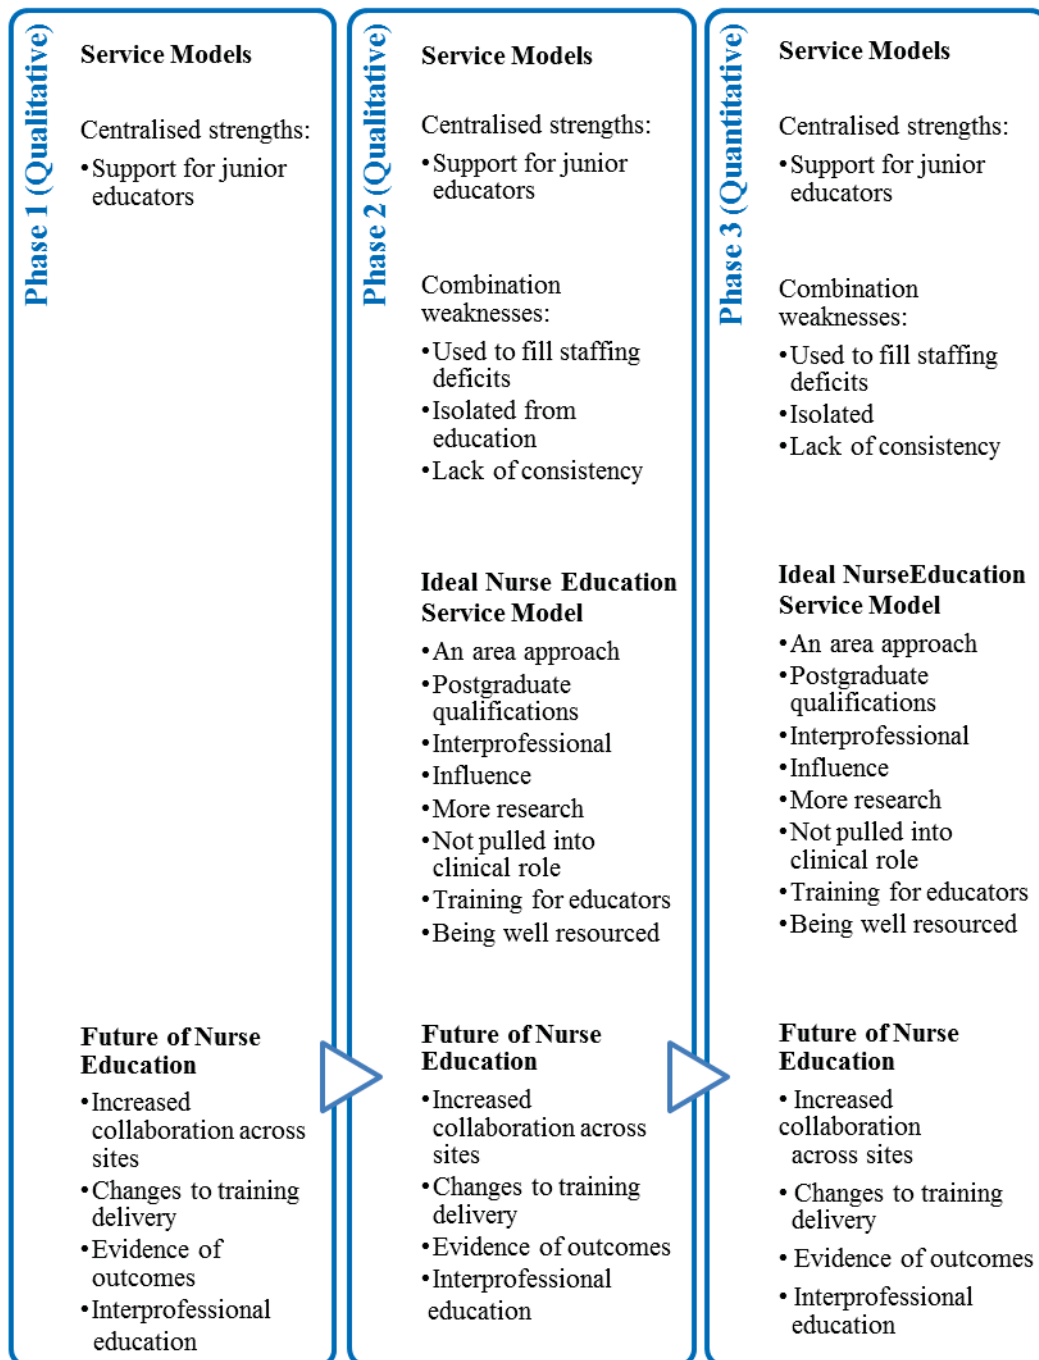 Phase 1 (Qualitative)
Service Models
Centralised strengths:
•Support for junior
educators
Future of Nurse
Education
•Increased
collaboration across
sites
•Changes to training
delivery
•Evidence of
outcomes
•Interprofessional
education
Phase 2 (Qualitative)
Service Models
Centralised strengths:
•Support for junior
educators
Combination
weaknesses:
•Used to fill staffing
deficits
•Isolated from
education
•Lack of consistency
Ideal Nurse Education
Service Model
•An area approach
•Postgraduate
qualifications
•Interprofessional
•Influence
•More research
•Not pulled into
clinical role
•Training for educators
•Being well resourced
Future of Nurse
Education
•Increased
collaboration across
sites
•Changes to training
delivery
•Evidence of outcomes
•Interprofessional
education
Phase 3 (Quantitative)
Service Models
Centralised strengths:
•Support for junior
educators
Combination
weaknesses:
•Used to fill staffing
deficits
•Isolated
•Lack of consistency
Ideal NurseEducation
Service Model
•An area approach
•Postgraduate
qualifications
•Interprofessional
•Influence
•More research
•Not pulled into
clinical role
•Training for educators
•Being well resourced
Future of Nurse
Education
• Increased
collaboration
across sites
• Changes to training
delivery
• Evidence of outcomes
• Interprofessional
education